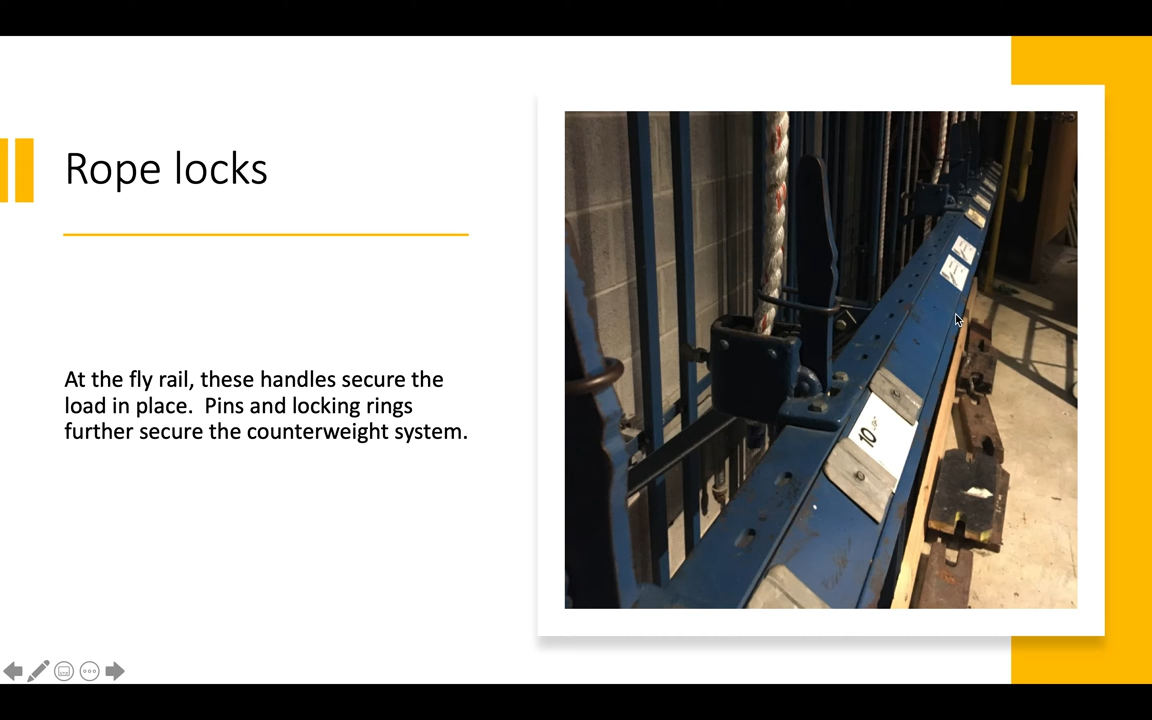 Rope locks
At the fly rail, these handles secure the
load in place.  Pins and locking rings
further secure the counterweight system.
10